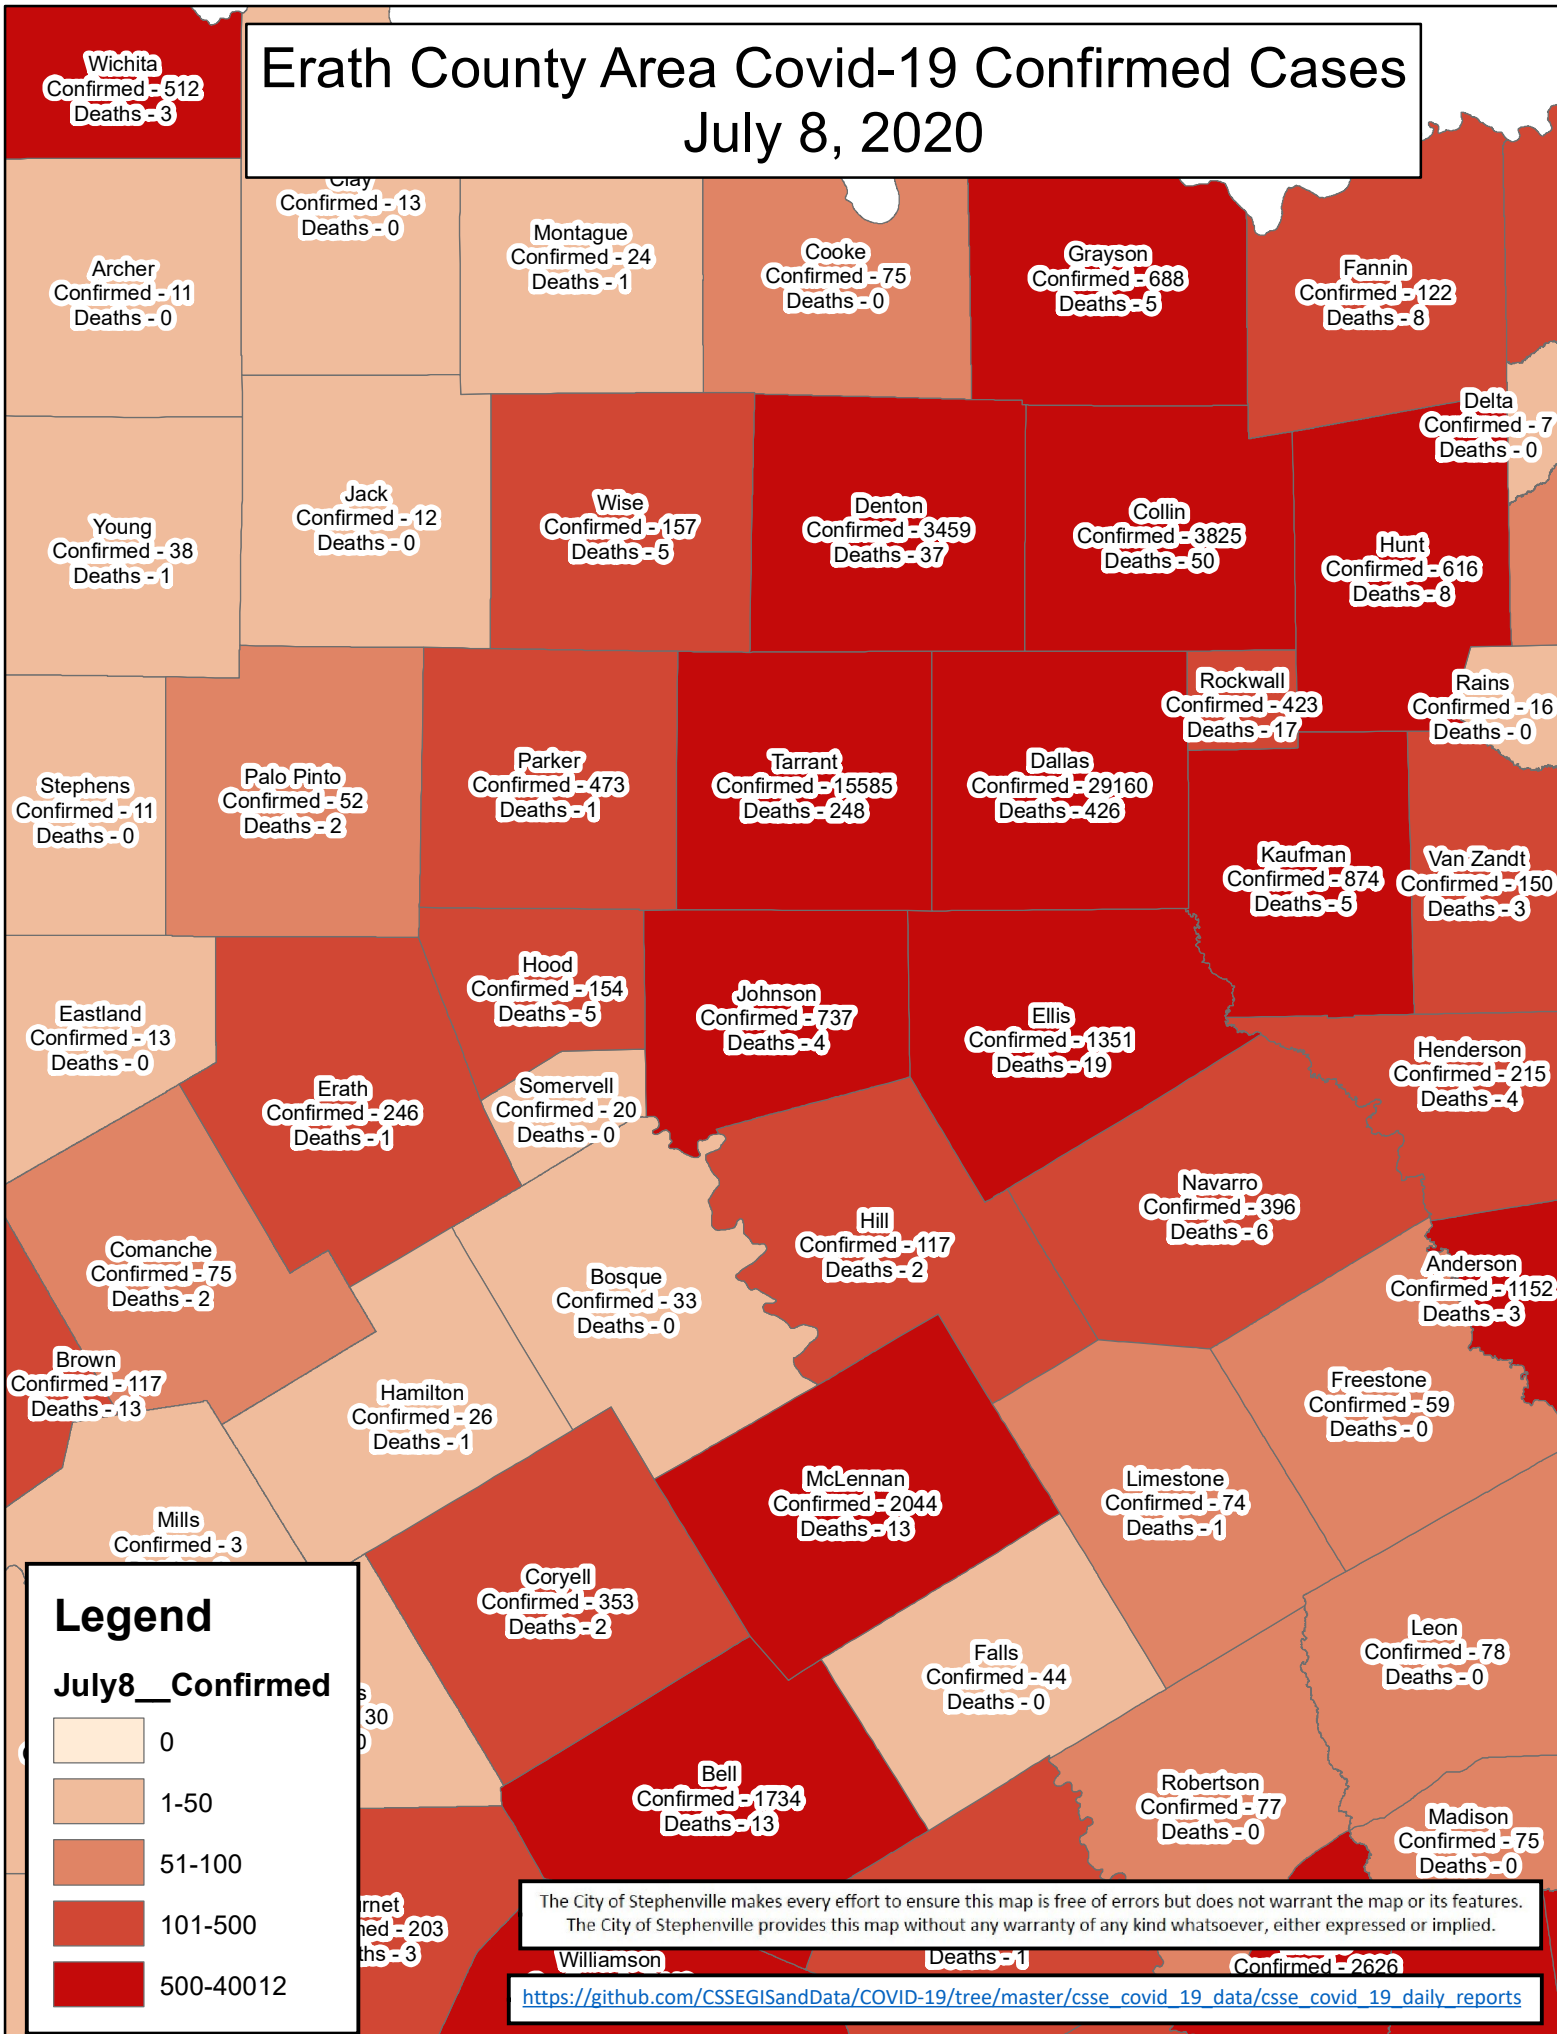 Erath County Area Covid-19 Confirmed Cases
July 8, 2020
Wichita
Confirmed - 512
Deaths - 3
Clay
Confirmed - 13
Deaths - 0
Montague
Confirmed - 24
Deaths - 1
Cooke
Confirmed - 75
Deaths - 0
Grayson
Confirmed - 688
Deaths - 5
Fannin
Confirmed - 122
Deaths - 8
Archer
Confirmed - 11
Deaths - 0
Delta
Confirmed - 7
Deaths - 0
Young
Confirmed - 38
Deaths - 1
Jack
Confirmed - 12
Deaths - 0
Wise
Confirmed - 157
Deaths - 5
Denton
Confirmed - 3459
Deaths - 37
Collin
Confirmed - 3825
Deaths - 50
Hunt
Confirmed - 616
Deaths - 8
Rockwall
Confirmed - 423
Deaths - 17
Rains
Confirmed - 16
Deaths - 0
Stephens
Confirmed - 11
Deaths - 0
Palo Pinto
Confirmed - 52
Deaths - 2
Parker
Confirmed - 473
Deaths - 1
Tarrant
Confirmed - 15585
Deaths - 248
Dallas
Confirmed - 29160
Deaths - 426
Kaufman
Confirmed - 874
Deaths - 5
Van Zandt
Confirmed - 150
Deaths - 3
Eastland
Confirmed - 13
Deaths - 0
Hood
Confirmed - 154
Deaths - 5
Johnson
Confirmed - 737
Deaths - 4
Ellis
Confirmed - 1351
Deaths - 19
Henderson
Confirmed - 215
Deaths - 4
Erath
Confirmed - 246
Deaths - 1
Somervell
Confirmed - 20
Deaths - 0
Navarro
Confirmed - 396
Deaths - 6
Hill
Confirmed - 117
Deaths - 2
Comanche
Confirmed - 75
Deaths - 2
Bosque
Confirmed - 33
Deaths - 0
Anderson
Confirmed - 1152
Deaths - 3
Brown
Confirmed - 117
Deaths - 13
Hamilton
Confirmed - 26
Deaths - 1
Freestone
Confirmed - 59
Deaths - 0
McLennan
Confirmed - 2044
Deaths - 13
Limestone
Confirmed - 74
Deaths - 1
Mills
Confirmed - 3
Coryell
Confirmed - 353
Deaths - 2
Falls
Confirmed - 44
Deaths - 0
Leon
Confirmed - 78
Deaths - 0
s
30
0
Bell
Confirmed - 1734
Deaths - 13
Robertson
Confirmed - 77
Deaths - 0
Madison
Confirmed - 75
Deaths - 0
rnet
ned - 203
ths - 3
Williamson
Deaths - 1
Confirmed - 2626
Legend
July8__Confirmed
0
1-50
51-100
101-500
500-40012
The City of Stephenville makes every effort to ensure this map is free of errors but does not warrant the map or its features.
The City of Stephenville provides this map without any warranty of any kind whatsoever, either expressed or implied.
https://github.com/CSSEGISandData/COVID-19/tree/master/csse_covid_19_data/csse_covid_19_daily_reports